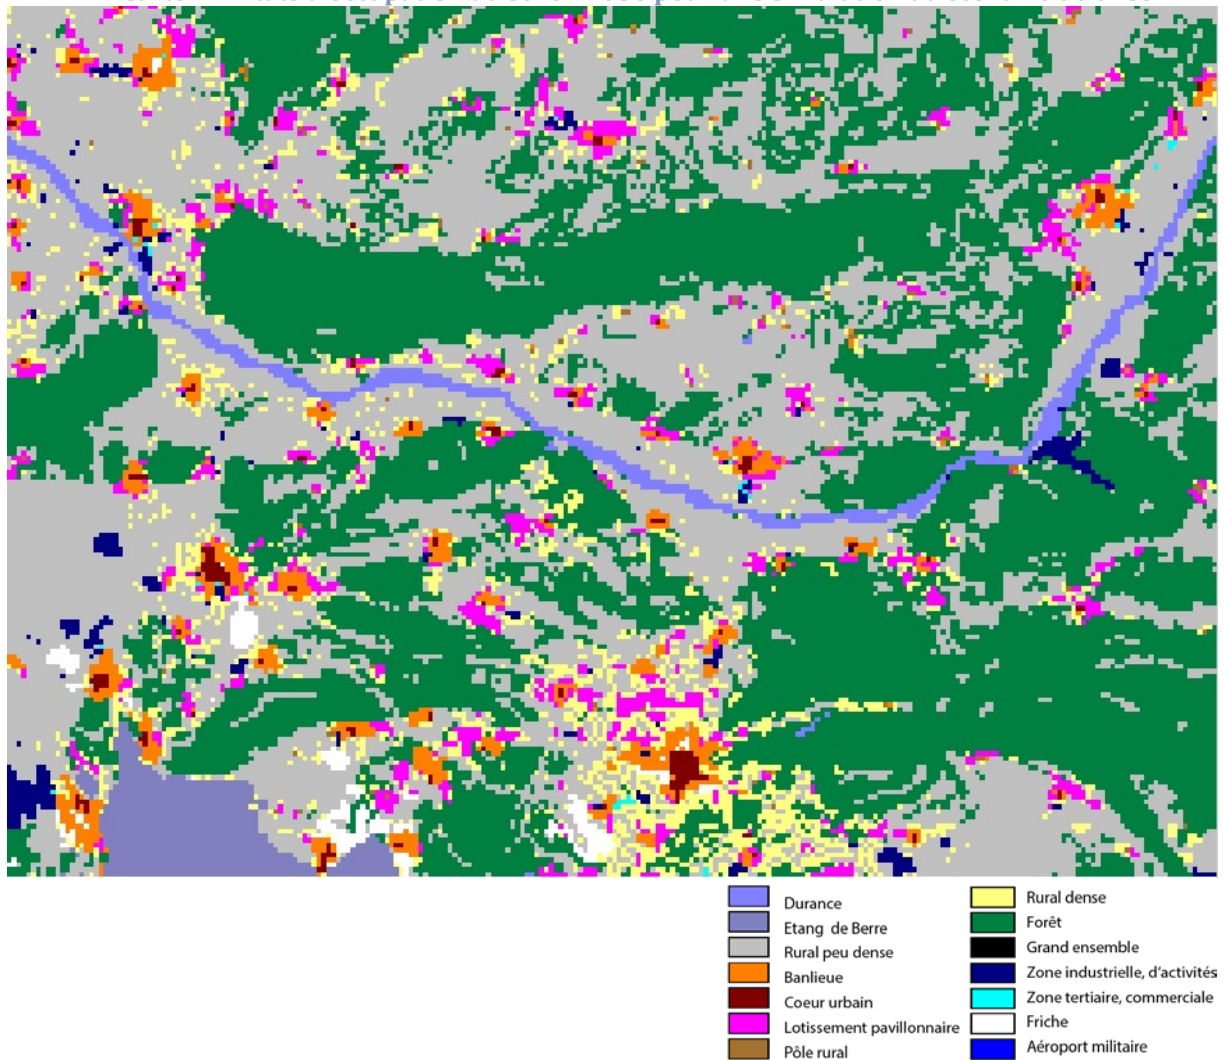 Durance
Etang de Berre
Rural peu dense
Banlieue
Coeur urbain
Lotissement pavillonnaire
Pôle rural
Rural dense
Forêt
Grand ensemble
Zone industrielle, d'activités
Zone tertiaire, commerciale
Friche
Aéroport militaire